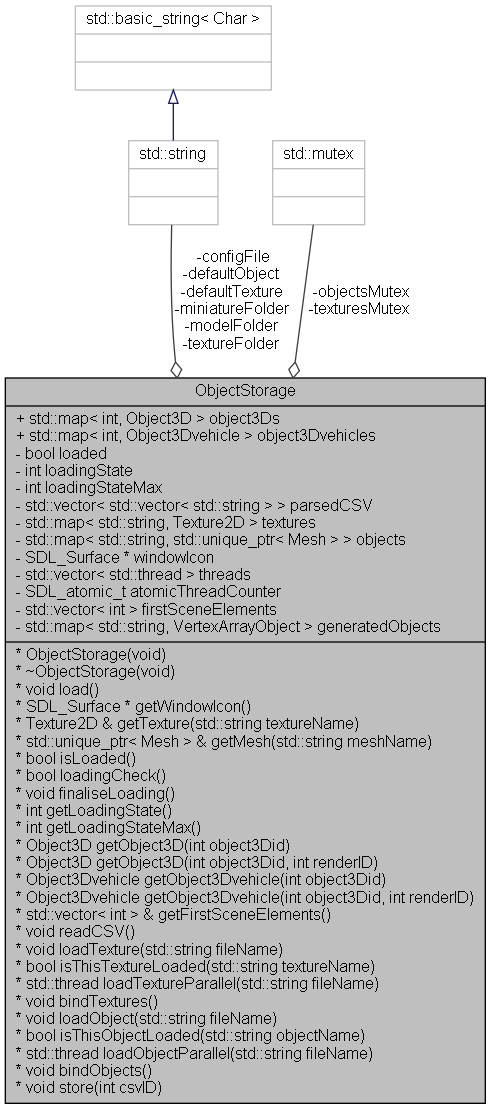 std::basic_string< Char >
std::string
std::mutex
-configFile
-defaultObject
-defaultTexture
-miniatureFolder
-modelFolder
-textureFolder
-objectsMutex
-texturesMutex
ObjectStorage
+ std::map< int, Object3D > object3Ds
+ std::map< int, Object3Dvehicle > object3Dvehicles
- bool loaded
- int loadingState
- int loadingStateMax
- std::vector< std::vector< std::string > > parsedCSV
- std::map< std::string, Texture2D > textures
- std::map< std::string, std::unique_ptr< Mesh > > objects
- SDL_Surface * windowIcon
- std::vector< std::thread > threads
- SDL_atomic_t atomicThreadCounter
- std::vector< int > firstSceneElements
- std::map< std::string, VertexArrayObject > generatedObjects
* ObjectStorage(void)
* ~ObjectStorage(void)
* void load()
* SDL_Surface * getWindowIcon()
* Texture2D & getTexture(std::string textureName)
* std::unique_ptr< Mesh > & getMesh(std::string meshName)
* bool isLoaded()
* bool loadingCheck()
* void finaliseLoading()
* int getLoadingState()
* int getLoadingStateMax()
* Object3D getObject3D(int object3Did)
* Object3D getObject3D(int object3Did, int renderID)
* Object3Dvehicle getObject3Dvehicle(int object3Did)
* Object3Dvehicle getObject3Dvehicle(int object3Did, int renderID)
* std::vector< int > & getFirstSceneElements()
* void readCSV()
* void loadTexture(std::string fileName)
* bool isThisTextureLoaded(std::string textureName)
* std::thread loadTextureParallel(std::string fileName)
* void bindTextures()
* void loadObject(std::string fileName)
* bool isThisObjectLoaded(std::string objectName)
* std::thread loadObjectParallel(std::string fileName)
* void bindObjects()
* void store(int csvID)